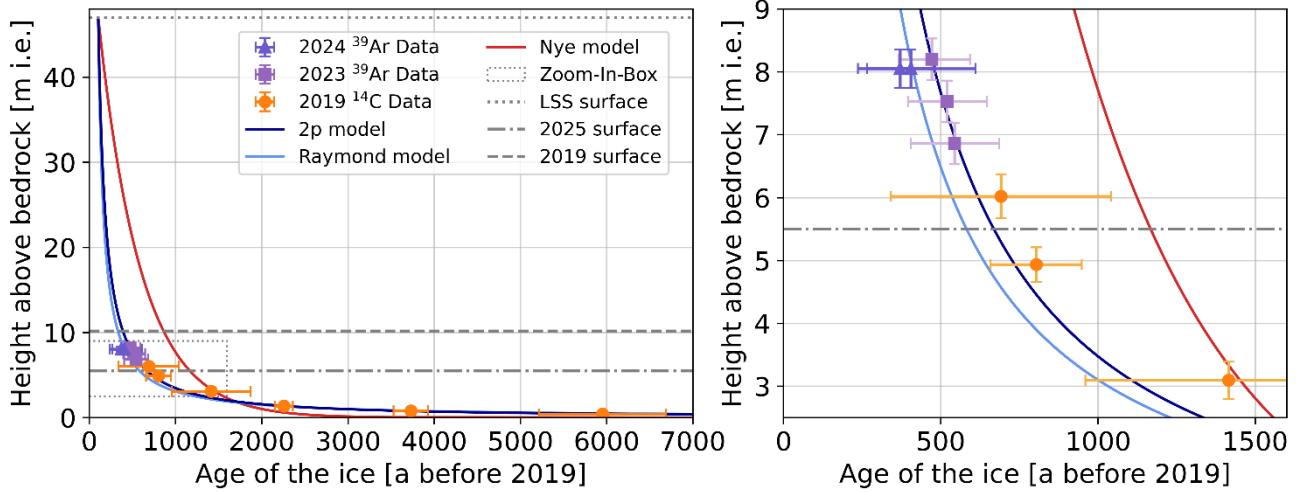 Height above bedrock [m i.e.]
40
30
20
10
0
2024 ³⁹Ar Data
2023 ³⁹Ar Data
2019 ¹⁴C Data
2p model
Raymond model
Nye model
Zoom-In-Box
LSS surface
2025 surface
2019 surface
0 1000 2000 3000 4000 5000 6000 7000
Age of the ice [a before 2019]
Height above bedrock [m i.e.]
9
8
7
6
5
4
3
0 500 1000 1500
Age of the ice [a before 2019]